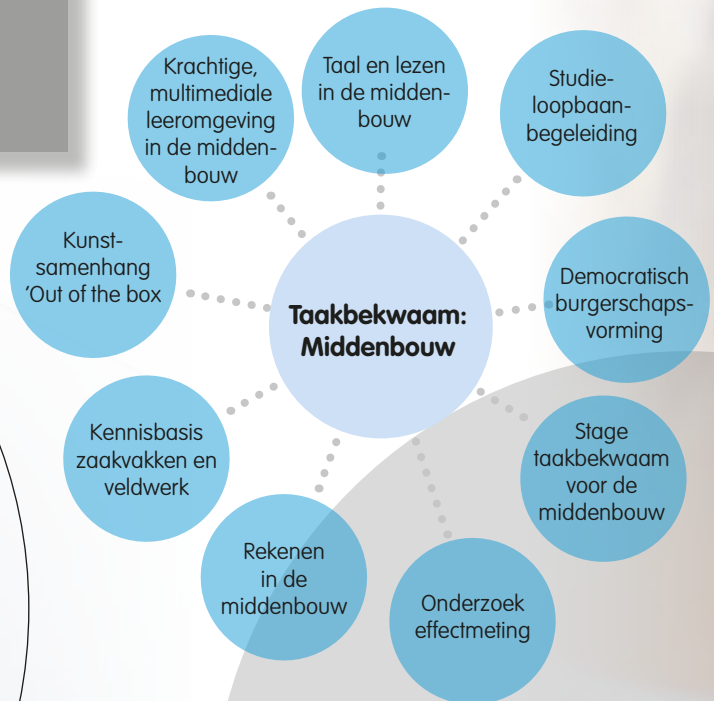 Krachtige,
multimediale
leeromgeving
in de midden-
bouw
Taal en lezen
in de midden-
bouw
Studie-
loopbaan-
begeleiding
Kunst-
samenhang
‘Out of the box
Democratisch
burgerschaps-
vorming
Taakbekwaam:
Middenbouw
Kennisbasis
zaakvakken en
veldwerk
Stage
taakbekwaam
voor de
middenbouw
Rekenen
in de
middenbouw
Onderzoek
effectmeting